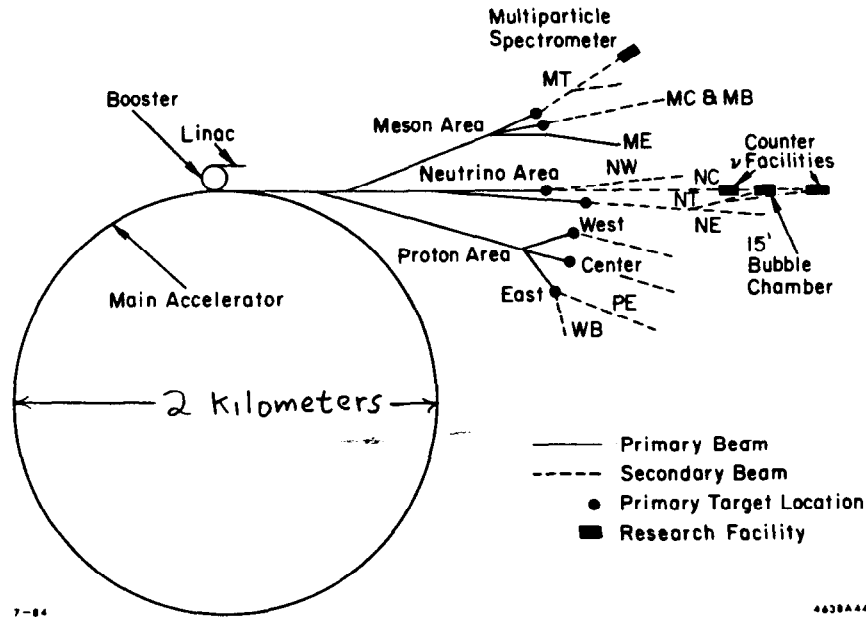 Multiparticle
Spectrometer
MT
Booster
Linac
MC & MB
Meson Area
ME
Counter
ν Facilities
NW
NC
Neutrino Area
NT
NE
West
15'
Bubble
Chamber
Proton Area
Center
Main Accelerator
East
PE
WB
2 Kilometers
Primary Beam
Secondary Beam
Primary Target Location
Research Facility
7-84
4638A44